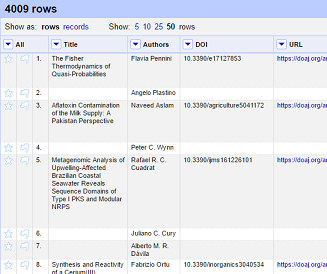 4009 rows
Show as: rows records Show: 5 10 25 50 rows
All Title Authors DOI URL
1. The Fisher Flavia Pennini 10.3390/e17127853 https://doaj.org/ar
Thermodynamics of
Quasi-Probabilities
2. Angelo Plastino
3. Aflatoxin Contamination Naveed Aslam 10.3390/agriculture5041172 https://doaj.org/ar
of the Milk Supply: A
Pakistan Perspective
4. Peter C. Wynn
5. Metagenomic Analysis of Rafael R. C. 10.3390/ijms161226101 https://doaj.org/ar
Upwelling-Affected Cuadrat
Brazilian Coastal
Seawater Reveals
Sequence Domains of
Type I PKS and Modular
NRPS
6. Juliano C. Cury
7. Alberto M. R.
Dávila
8. Synthesis and Reactivity Fabrizio Ortu 10.3390/inorganics3040534 https://doaj.org/ar
of a Cerium(III)